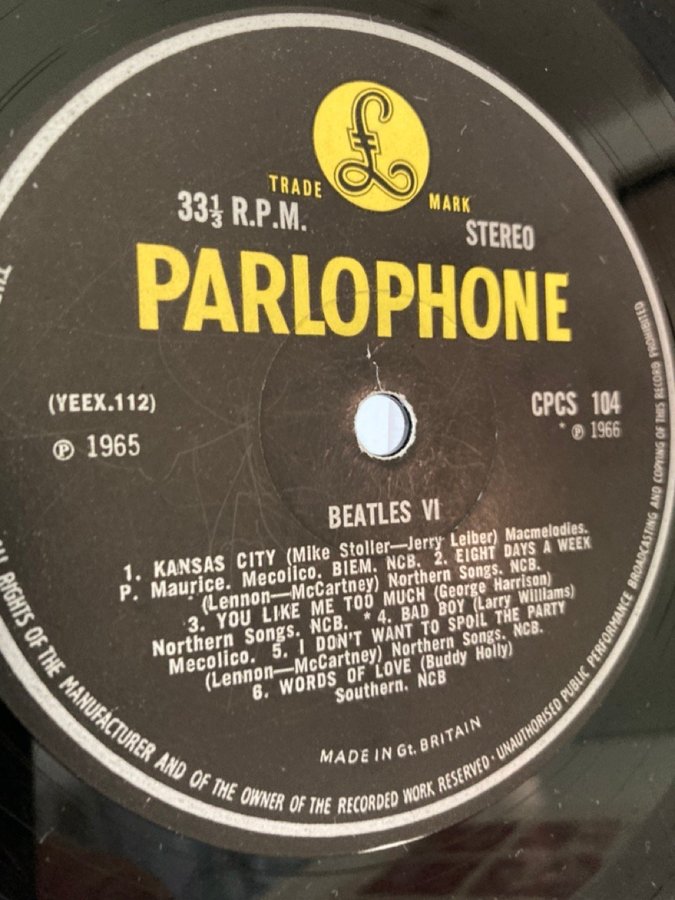 £
TRADE MARK
33⅓ R.P.M.
STEREO
PARLOPHONE
(YEEX.112)
℗ 1965
CPCS 104
* ℗ 1966
BEATLES VI
1. KANSAS CITY (Mike Stoller—Jerry Leiber) Macmelodies.
P. Maurice. Mecolico. BIEM. NCB. 2. EIGHT DAYS A WEEK
(Lennon—McCartney) Northern Songs. NCB.
3. YOU LIKE ME TOO MUCH (George Harrison)
Northern Songs. NCB. * 4. BAD BOY (Larry Williams)
Mecolico. 5. I DON'T WANT TO SPOIL THE PARTY
(Lennon—McCartney) Northern Songs. NCB.
6. WORDS OF LOVE (Buddy Holly)
Southern. NCB
MADE IN Gt. BRITAIN
ALL RIGHTS OF THE MANUFACTURER AND OF THE OWNER OF THE RECORDED WORK RESERVED · UNAUTHORISED PUBLIC PERFORMANCE BROADCASTING AND COPYING OF THIS RECORD PROHIBITED